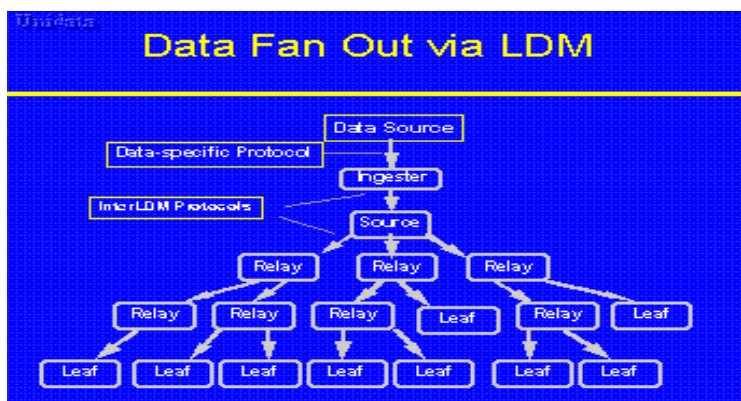 Unidata
Data Fan Out via LDM
Data Source
Data-specific Protocol
Ingester
InterLDM Protocols
Source
Relay Relay Relay
Relay Relay Relay Leaf Relay Leaf
Leaf Leaf Leaf Leaf Leaf Leaf Leaf